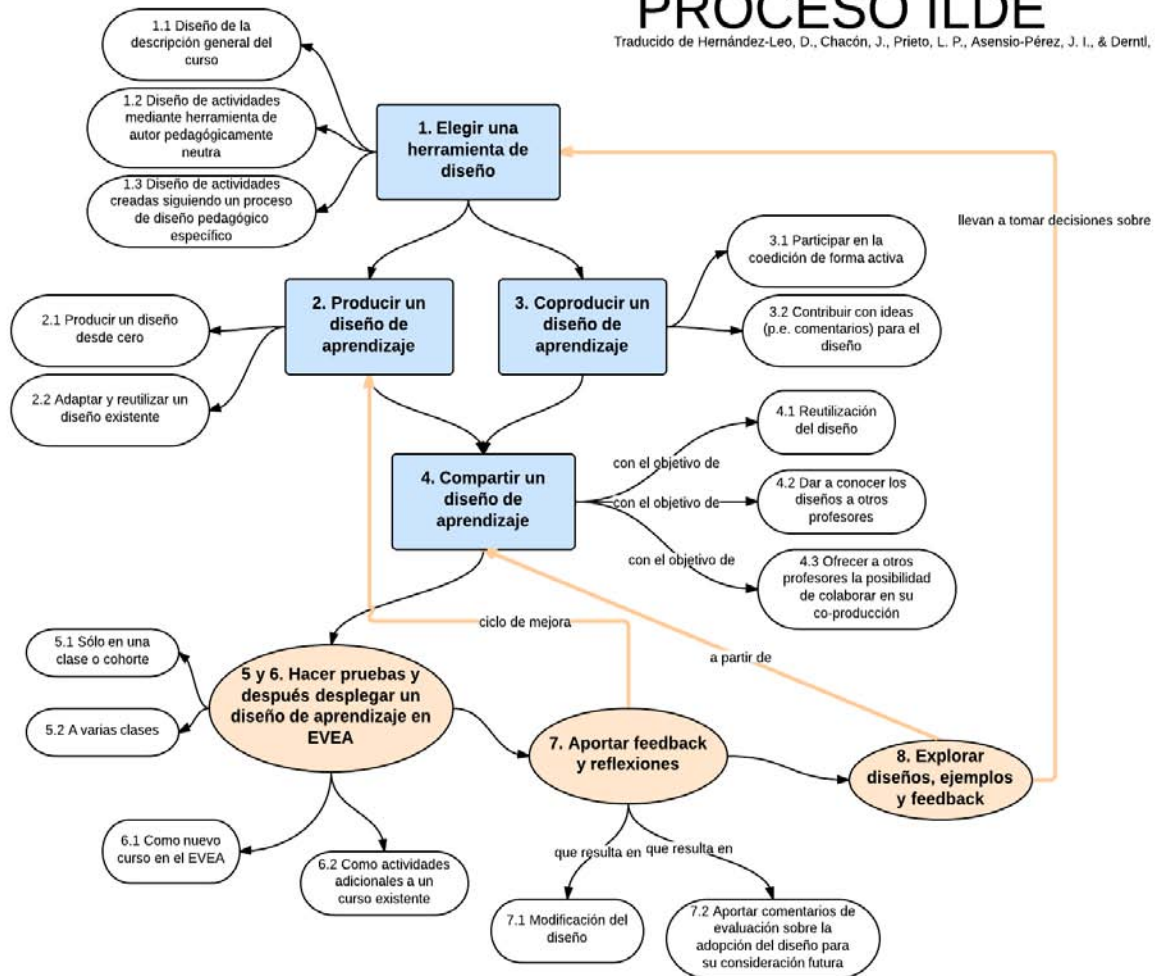 PROCESO ILDE
Traducido de Hernández-Leo, D., Chacón, J., Prieto, L. P., Asensio-Pérez, J. I., & Derntl,
1.1 Diseño de la
descripción general del
curso
1.2 Diseño de actividades
mediante herramienta de
autor pedagógicamente
neutra
1.3 Diseño de actividades
creadas siguiendo un proceso
de diseño pedagógico
específico
1. Elegir una
herramienta de
diseño
llevan a tomar decisiones sobre
2. Producir un
diseño de
aprendizaje
3. Coproducir un
diseño de
aprendizaje
3.1 Participar en la
coedición de forma activa
3.2 Contribuir con ideas
(p.e. comentarios) para el
diseño
2.1 Producir un diseño
desde cero
2.2 Adaptar y reutilizar un
diseño existente
4. Compartir un
diseño de
aprendizaje
con el objetivo de
con el objetivo de
con el objetivo de
4.1 Reutilización
del diseño
4.2 Dar a conocer los
diseños a otros
profesores
4.3 Ofrecer a otros
profesores la posibilidad
de colaborar en su
co-producción
ciclo de mejora
a partir de
5.1 Sólo en una
clase o cohorte
5.2 A varias clases
5 y 6. Hacer pruebas y
después desplegar un
diseño de aprendizaje en
EVEA
7. Aportar feedback
y reflexiones
8. Explorar
diseños, ejemplos
y feedback
6.1 Como nuevo
curso en el EVEA
6.2 Como actividades
adicionales a un
curso existente
que resulta en
que resulta en
7.1 Modificación del
diseño
7.2 Aportar comentarios de
evaluación sobre la
adopción del diseño para
su consideración futura